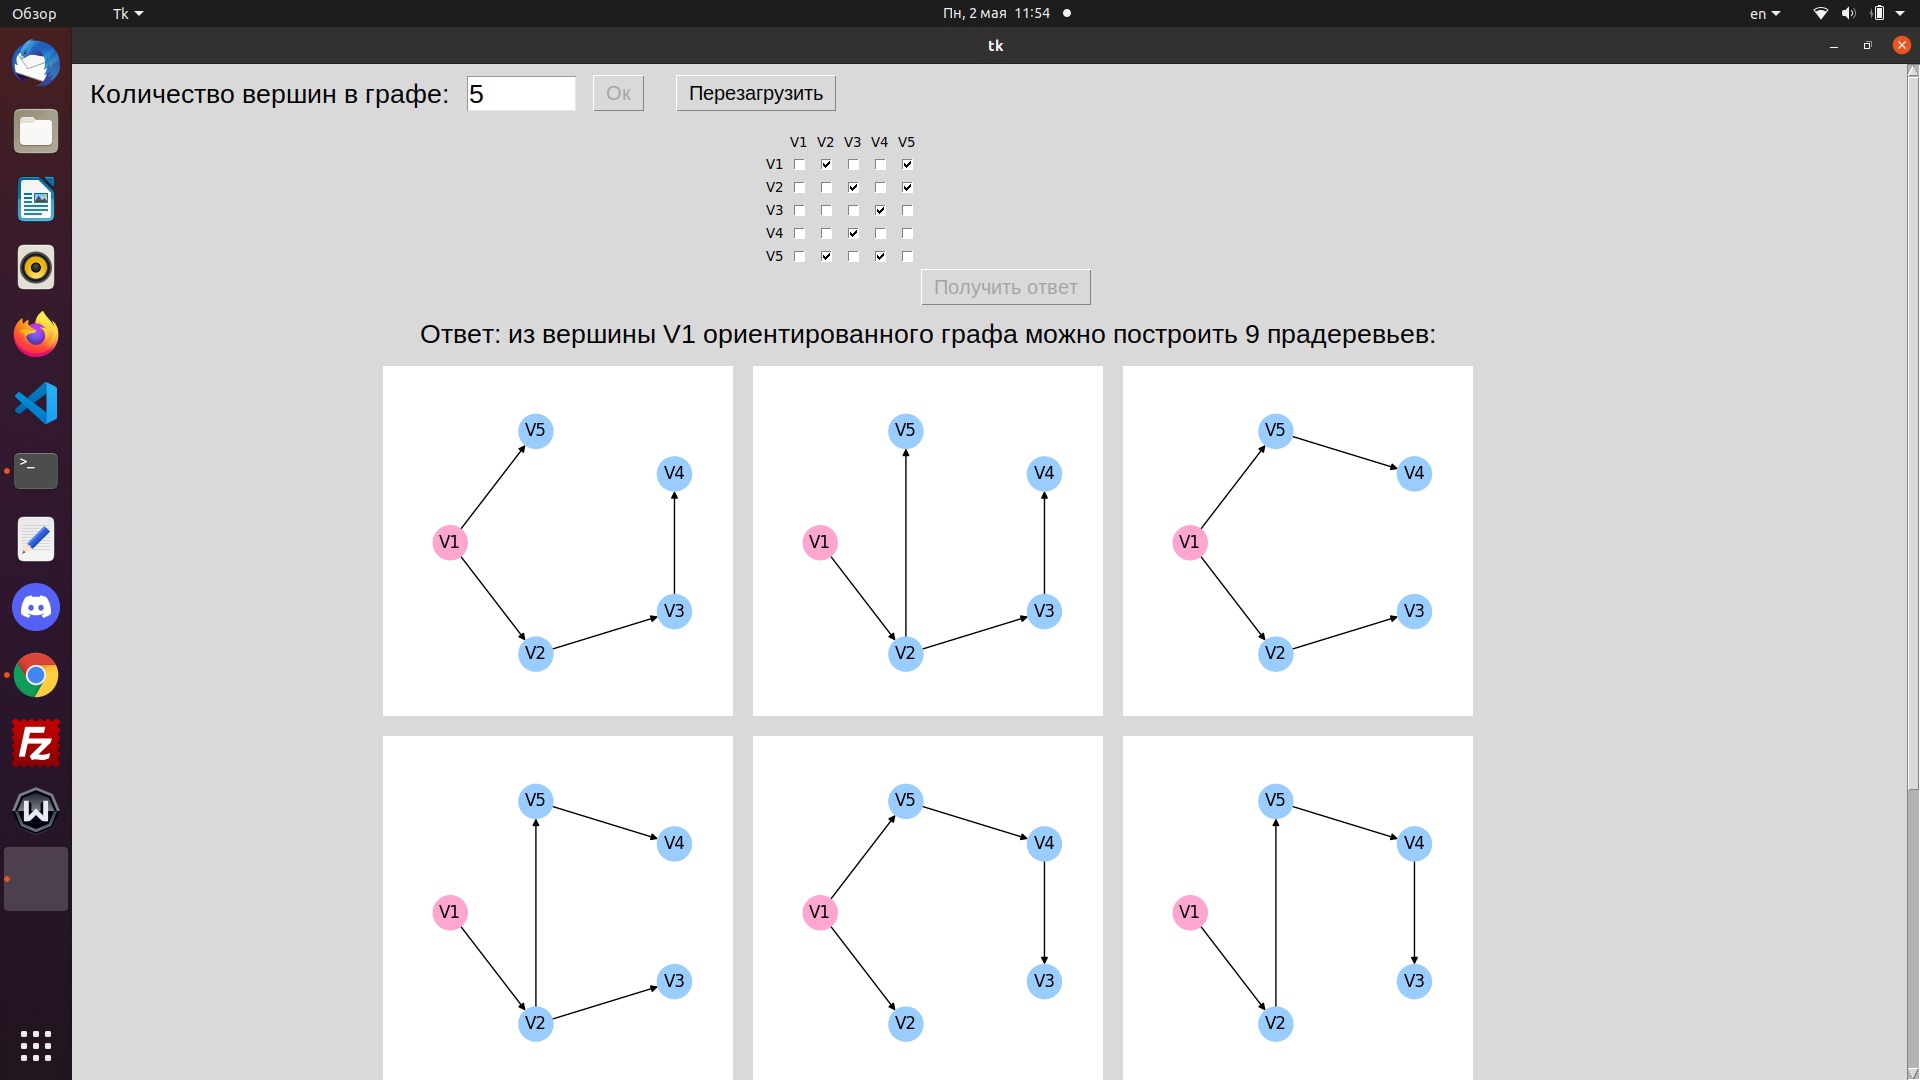 Обзор Tk Пн, 2 мая 11:54 en
tk
Количество вершин в графе: 5 Ок Перезагрузить
V1 V2 V3 V4 V5
V1
V2
V3
V4
V5
Получить ответ
Ответ: из вершины V1 ориентированного графа можно построить 9 прадеревьев:
V5 V5 V5
V4 V4 V4
V1 V1 V1
V3 V3 V3
V2 V2 V2
V5 V5 V5
V4 V4 V4
V1 V1 V1
V3 V3 V3
V2 V2 V2
>_
Fz
W